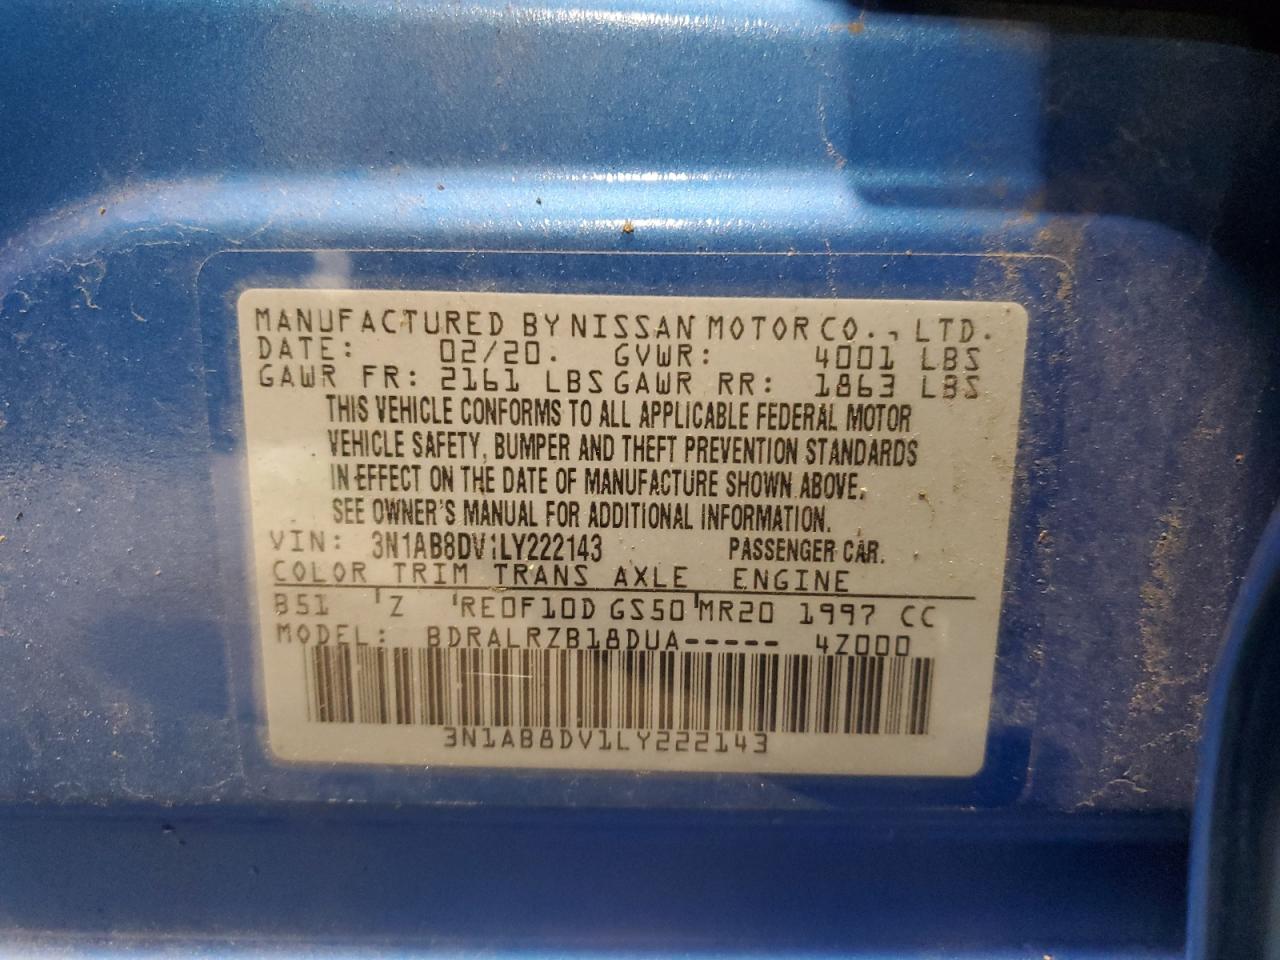 MANUFACTURED BY NISSAN MOTOR CO., LTD.
DATE: 02/20. GVWR: 4001 LBS
GAWR FR: 2161 LBS GAWR RR: 1863 LBS
THIS VEHICLE CONFORMS TO ALL APPLICABLE FEDERAL MOTOR
VEHICLE SAFETY, BUMPER AND THEFT PREVENTION STANDARDS
IN EFFECT ON THE DATE OF MANUFACTURE SHOWN ABOVE.
SEE OWNER'S MANUAL FOR ADDITIONAL INFORMATION.
VIN: 3N1AB8DV1LY222143 PASSENGER CAR.
COLOR TRIM TRANS AXLE ENGINE
B51 'Z 'RE0F10D GS50'MR20 1997 CC
MODEL: BDRALRZB18DUA----- 4Z000
3N1AB8DV1LY222143